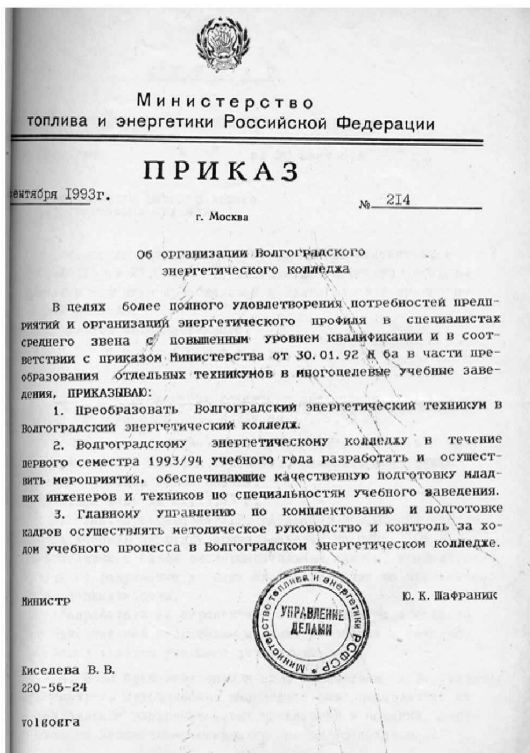 Министерство
топлива и энергетики Российской Федерации
ПРИКАЗ
сентября 1993г.
№ 214
г. Москва
Об организации Волгоградского
энергетического колледжа
В целях более полного удовлетворения потребностей предп-
риятий и организаций энергетического профиля в специалистах
среднего звена с повышенным уровнем квалификации и в соот-
ветствии с приказом Министерства от 30.01.92 N 6а в части пре-
образования отдельных техникумов в многоцелевые учебные заве-
дения, ПРИКАЗЫВАЮ:
1. Преобразовать Волгоградский энергетический техникум в
Волгоградский энергетический колледж.
2. Волгоградскому энергетическому колледжу в течение
первого семестра 1993/94 учебного года разработать и осущест-
вить мероприятия, обеспечивающие качественную подготовку млад-
ших инженеров и техников по специальностям учебного заведения.
3. Главному управлению по комплектованию и подготовке
кадров осуществлять методическое руководство и контроль за хо-
дом учебного процесса в Волгоградском энергетическом колледже.
Министр
Ю.К.Шафраник
Министерство топлива и энергетики РСФСР
УПРАВЛЕНИЕ
ДЕЛАМИ
Киселева В.В.
220-56-24
volgoкra